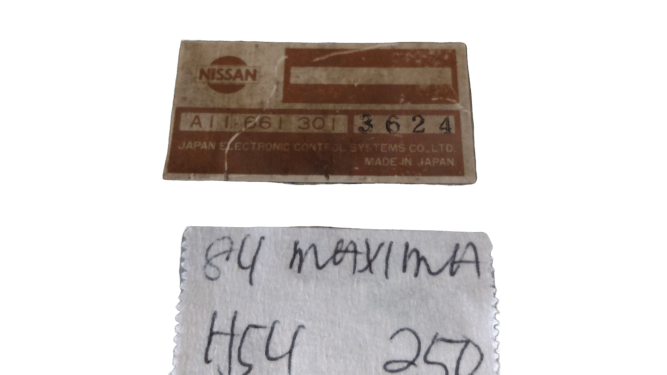 NISSAN
A11-661 301 3624
JAPAN ELECTRONIC CONTROL SYSTEMS CO., LTD.
MADE IN JAPAN
84 MAXIMA
H54 250